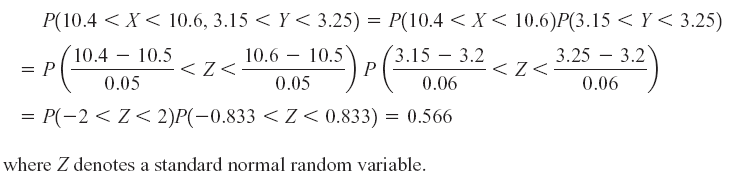 P(10.4 < X < 10.6, 3.15 < Y < 3.25) = P(10.4 < X < 10.6)P(3.15 < Y < 3.25)
= P( (10.4 − 10.5)/0.05 < Z < (10.6 − 10.5)/0.05 ) P( (3.15 − 3.2)/0.06 < Z < (3.25 − 3.2)/0.06 )
= P(−2 < Z < 2)P(−0.833 < Z < 0.833) = 0.566
where Z denotes a standard normal random variable.